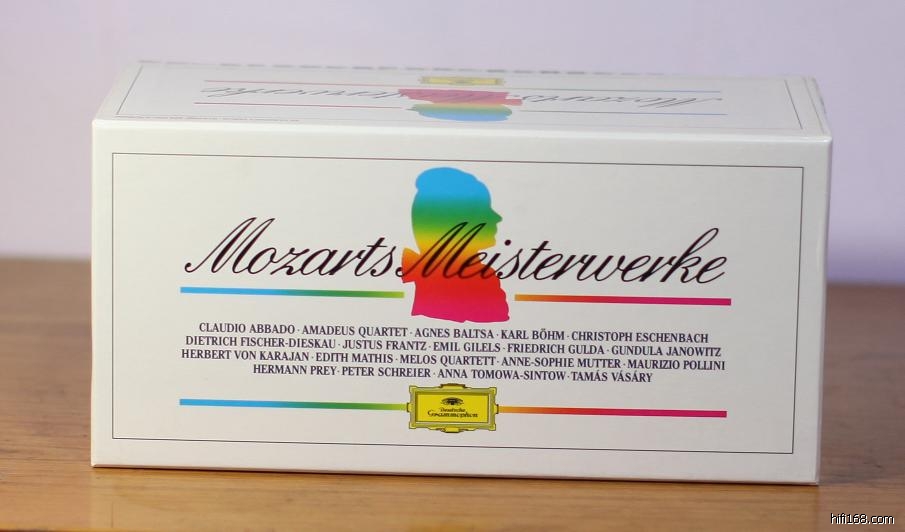 Mozarts Meisterwerke
Mozarts Meisterwerke
CLAUDIO ABBADO · AMADEUS QUARTET · AGNES BALTSA · KARL BÖHM · CHRISTOPH ESCHENBACH
DIETRICH FISCHER-DIESKAU · JUSTUS FRANTZ · EMIL GILELS · FRIEDRICH GULDA · GUNDULA JANOWITZ
HERBERT VON KARAJAN · EDITH MATHIS · MELOS QUARTETT · ANNE-SOPHIE MUTTER · MAURIZIO POLLINI
HERMANN PREY · PETER SCHREIER · ANNA TOMOWA-SINTOW · TAMÁS VÁSÁRY
Deutsche
Grammophon
hifi168.com